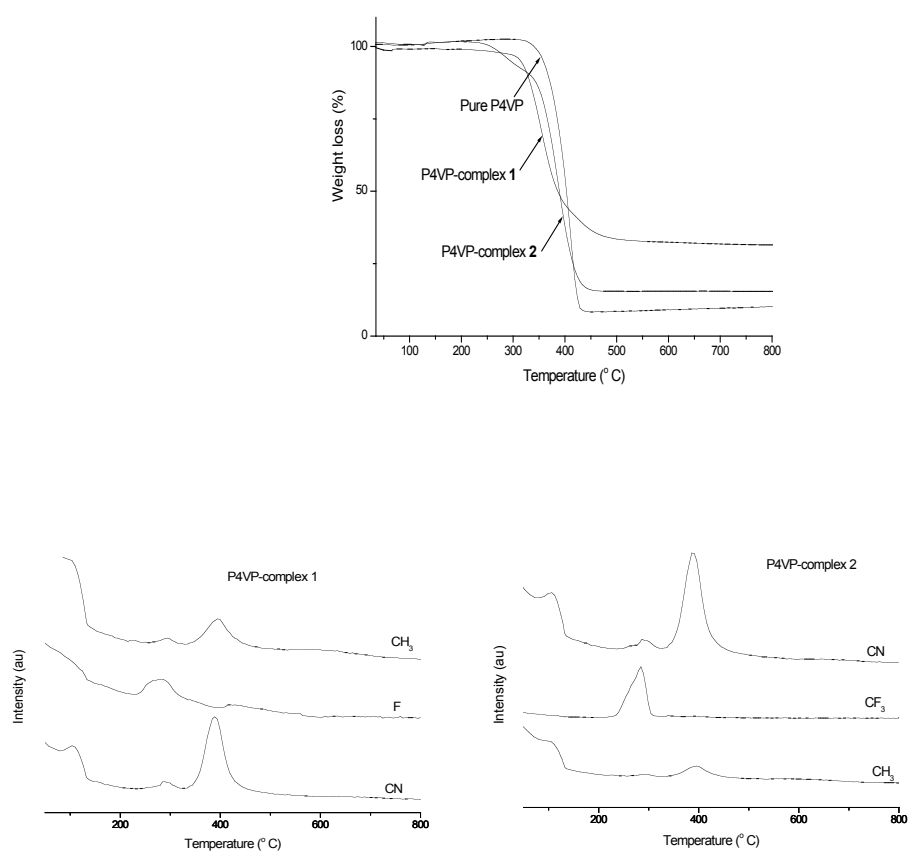 100
50
0
Weight loss (%)
Pure P4VP
P4VP-complex 1
P4VP-complex 2
100 200 300 400 500 600 700 800
Temperature (° C)
P4VP-complex 1
CH₃
F
CN
Intensity (au)
200 400 600 800
Temperature (° C)
P4VP-complex 2
CN
CF₃
CH₃
Intensity (au)
200 400 600 800
Temperature (° C)